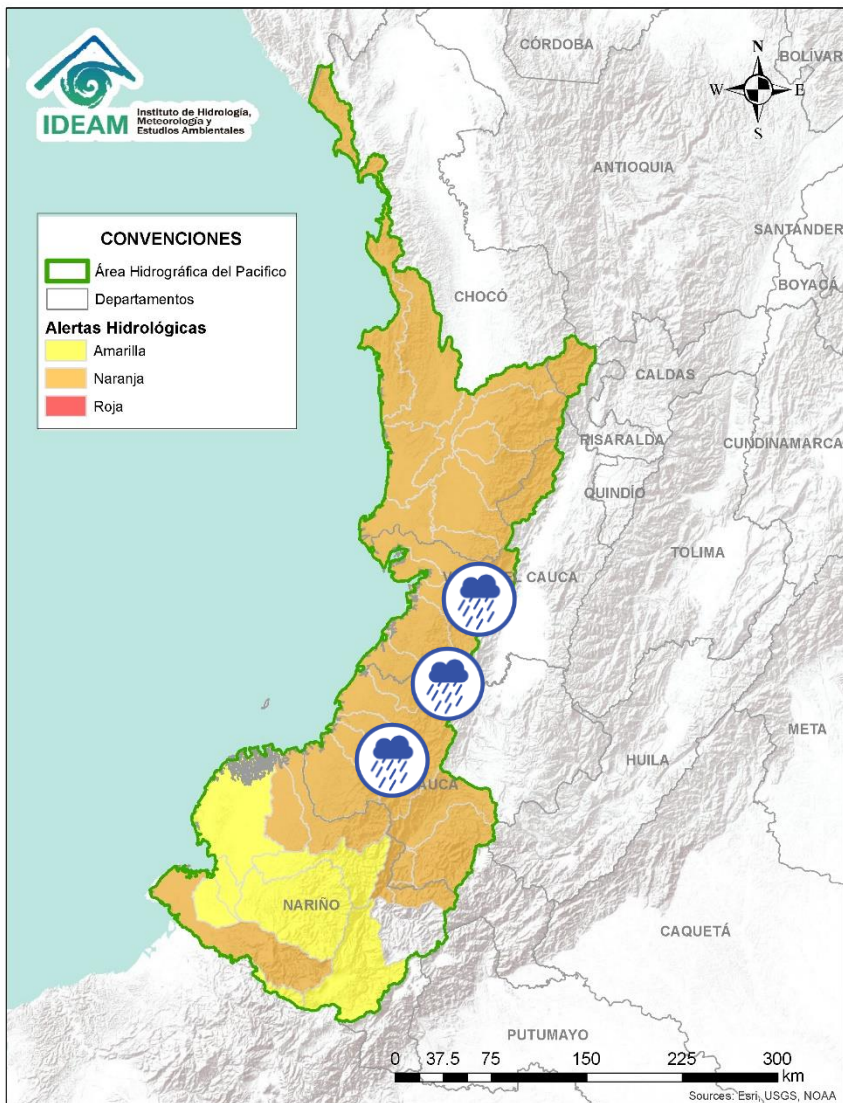 IDEAM
Instituto de Hidrología,
Meteorología y
Estudios Ambientales
CÓRDOBA
BOLÍVAR
N
W
E
S
ANTIOQUIA
SANTANDER
CONVENCIONES
Área Hidrográfica del Pacifico
Departamentos
Alertas Hidrológicas
Amarilla
Naranja
Roja
BOYACÁ
CHOCÓ
CALDAS
RISARALDA
CUNDINAMARCA
QUINDÍO
TOLIMA
EL CAUCA
META
HUILA
AUCA
NARIÑO
CAQUETÁ
PUTUMAYO
0 37.5 75 150 225 300
km
Sources: Esri, USGS, NOAA